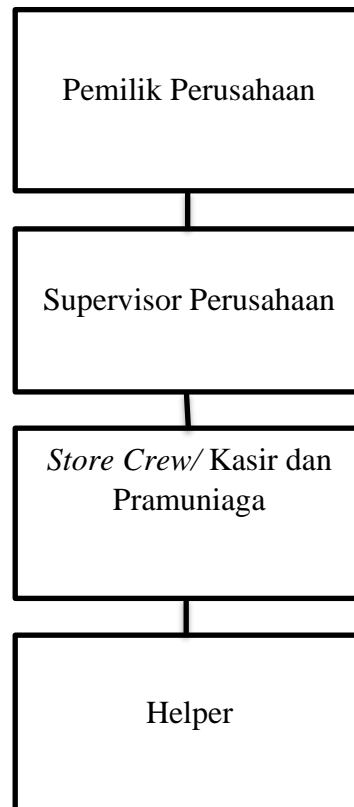 Pemilik Perusahaan
Supervisor Perusahaan
Store Crew/ Kasir dan
Pramuniaga
Helper